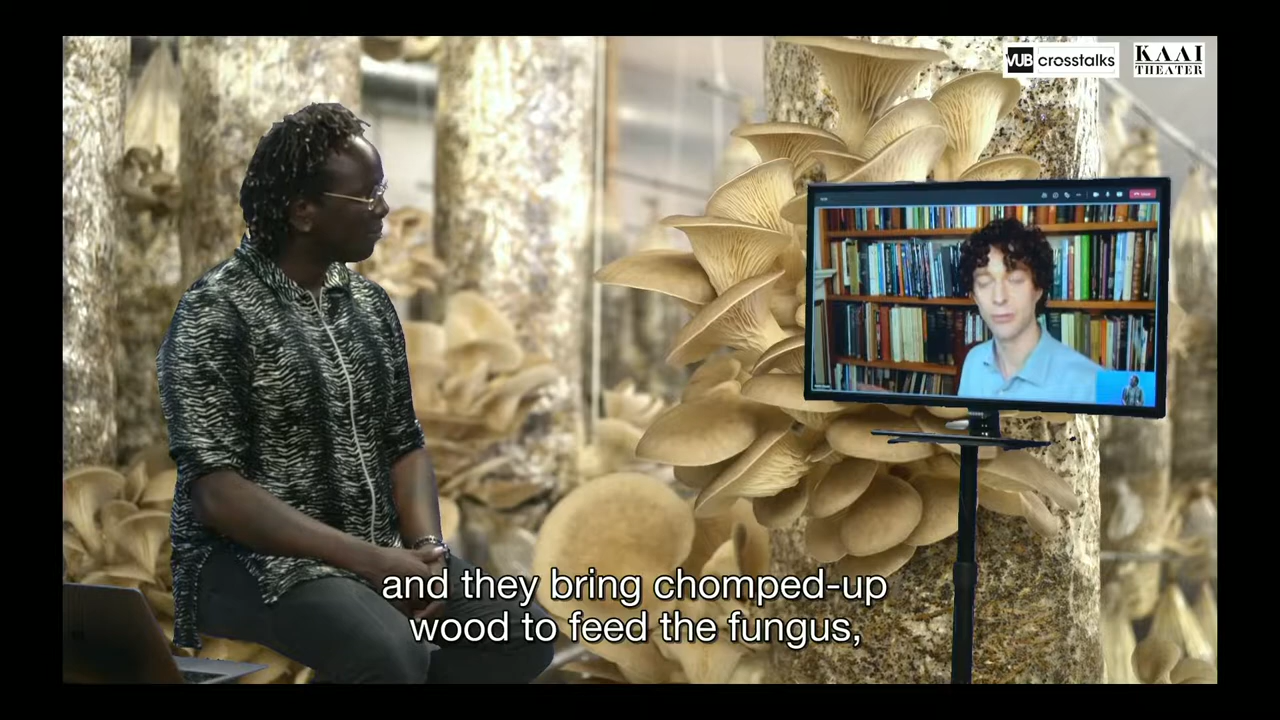 VUB crosstalks
KAAI
THEATER
and they bring chomped-up
wood to feed the fungus,